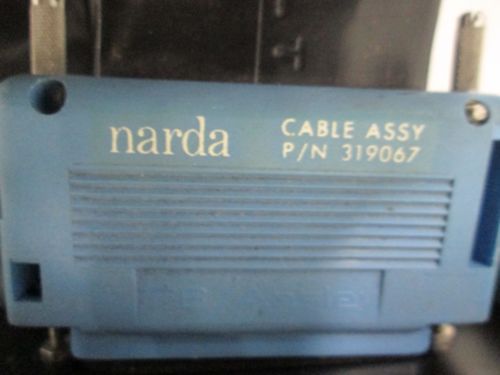 narda
CABLE ASSY
P/N 319067